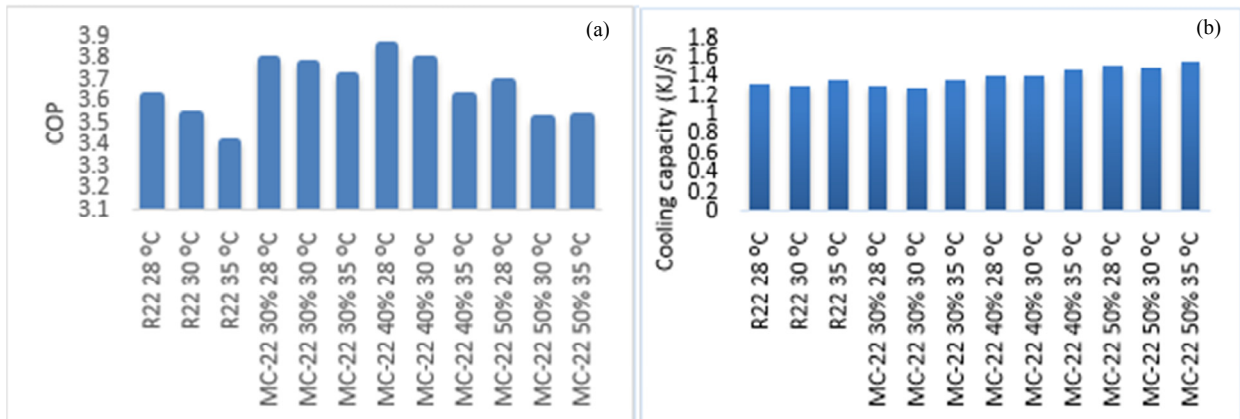 (a)
COP
3.9
3.8
3.7
3.6
3.5
3.4
3.3
3.2
3.1
R22 28 °C
R22 30 °C
R22 35 °C
MC-22 30% 28 °C
MC-22 30% 30 °C
MC-22 30% 35 °C
MC-22 40% 28 °C
MC-22 40% 30 °C
MC-22 40% 35 °C
MC-22 50% 28 °C
MC-22 50% 30 °C
MC-22 50% 35 °C
(b)
Cooling capacity (KJ/S)
1.8
1.6
1.4
1.2
1
0.8
0.6
0.4
0.2
0
R22 28 °C
R22 30 °C
R22 35 °C
MC-22 30% 28 °C
MC-22 30% 30 °C
MC-22 30% 35 °C
MC-22 40% 28 °C
MC-22 40% 30 °C
MC-22 40% 35 °C
MC-22 50% 28 °C
MC-22 50% 30 °C
MC-22 50% 35 °C